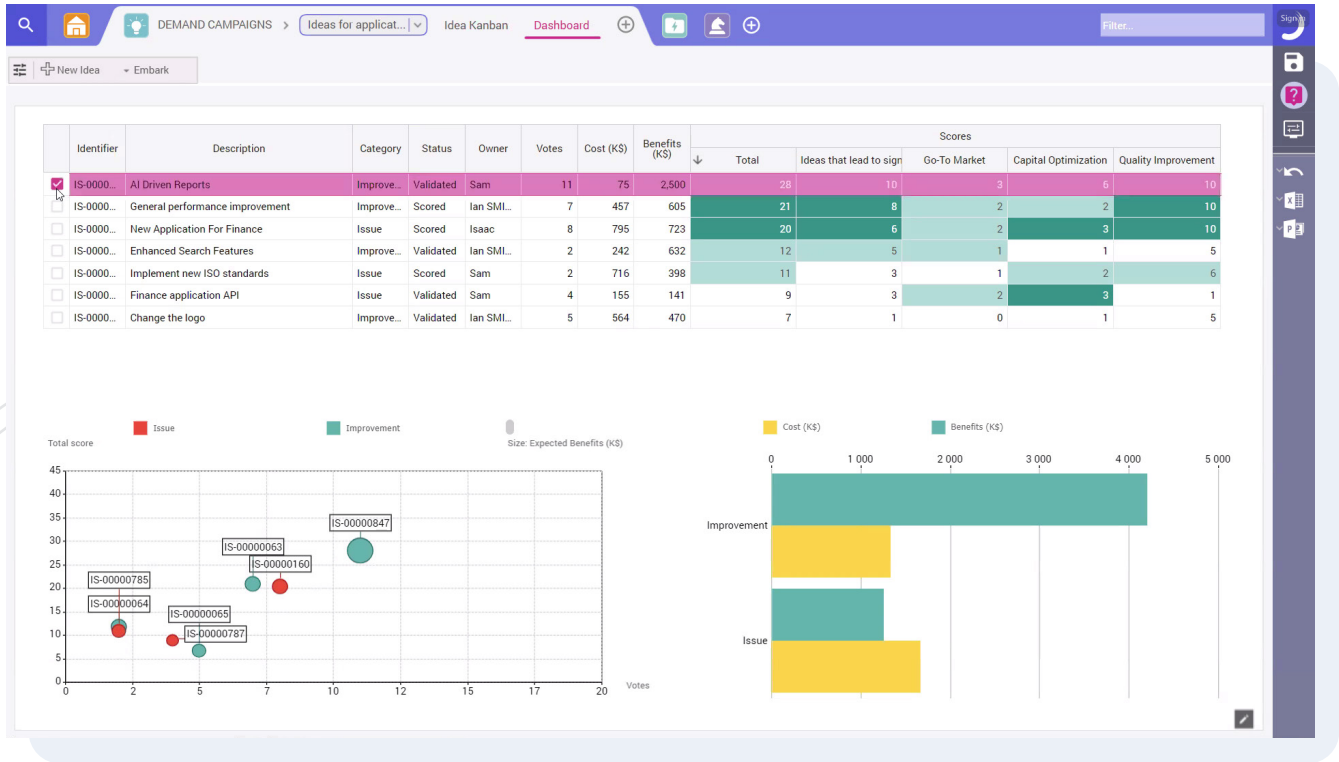 DEMAND CAMPAIGNS > Ideas for applicat... Idea Kanban Dashboard Filter... Sign in
New Idea Embark
Scores
Identifier Description Category Status Owner Votes Cost (K$) Benefits (K$) Total Ideas that lead to sign Go-To Market Capital Optimization Quality Improvement
IS-0000... AI Driven Reports Improve... Validated Sam 11 75 2,500 28 10 3 6 10
IS-0000... General performance improvement Improve... Scored Ian SMI... 7 457 605 21 8 2 2 10
IS-0000... New Application For Finance Issue Scored Isaac 8 795 723 20 6 2 3 10
IS-0000... Enhanced Search Features Improve... Validated Ian SMI... 2 242 632 12 5 1 1 5
IS-0000... Implement new ISO standards Issue Scored Sam 2 716 398 11 3 1 2 6
IS-0000... Finance application API Issue Validated Sam 4 155 141 9 3 2 3 1
IS-0000... Change the logo Improve... Validated Ian SMI... 5 564 470 7 1 0 1 5
Issue Improvement
Total score Size: Expected Benefits (K$)
45
40
35
30
25
20
15
10
5
0
IS-00000847
IS-00000063
IS-00000160
IS-00000785
IS-00000064
IS-00000065
IS-00000787
0 2 5 7 10 12 15 17 20 Votes
Cost (K$) Benefits (K$)
0 1 000 2 000 3 000 4 000 5 000
Improvement
Issue